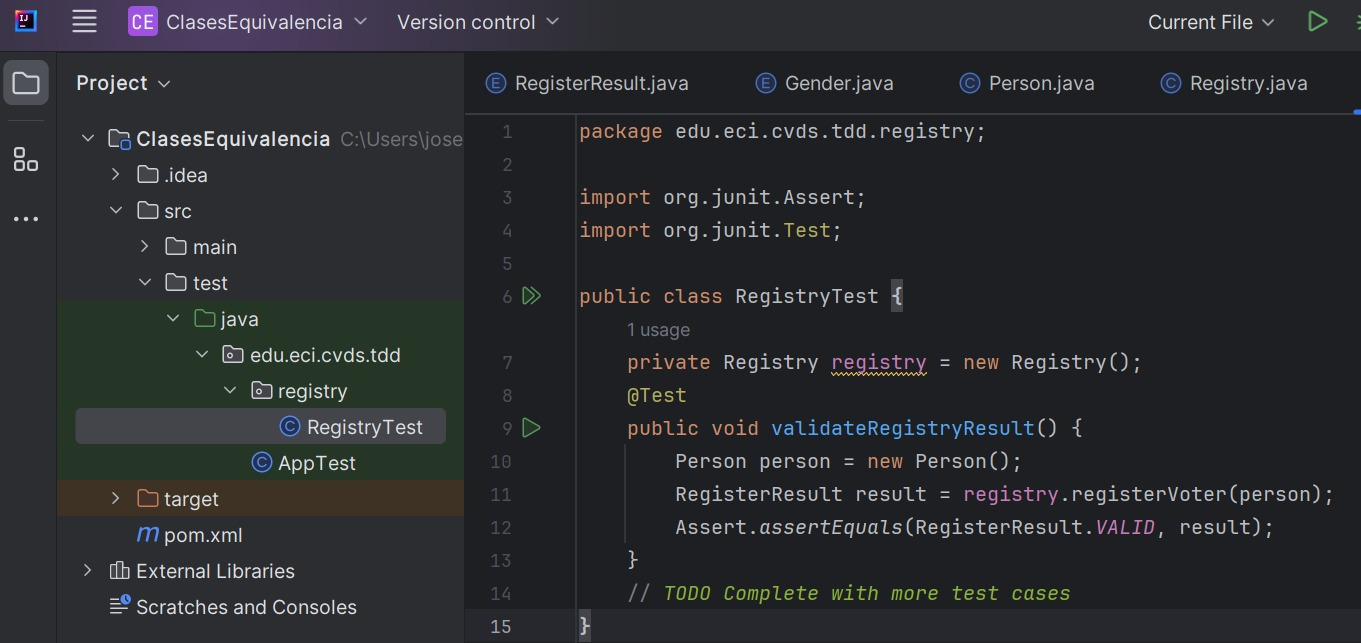 IJ
CE ClasesEquivalencia Version control Current File
Project
ClasesEquivalencia C:\Users\jose
.idea
src
main
test
java
edu.eci.cvds.tdd
registry
RegistryTest
AppTest
target
m pom.xml
External Libraries
Scratches and Consoles
E RegisterResult.java E Gender.java C Person.java C Registry.java
1 package edu.eci.cvds.tdd.registry;
2
3 import org.junit.Assert;
4 import org.junit.Test;
5
6 public class RegistryTest {
1 usage
7 private Registry registry = new Registry();
8 @Test
9 public void validateRegistryResult() {
10 Person person = new Person();
11 RegisterResult result = registry.registerVoter(person);
12 Assert.assertEquals(RegisterResult.VALID, result);
13 }
14 // TODO Complete with more test cases
15 }